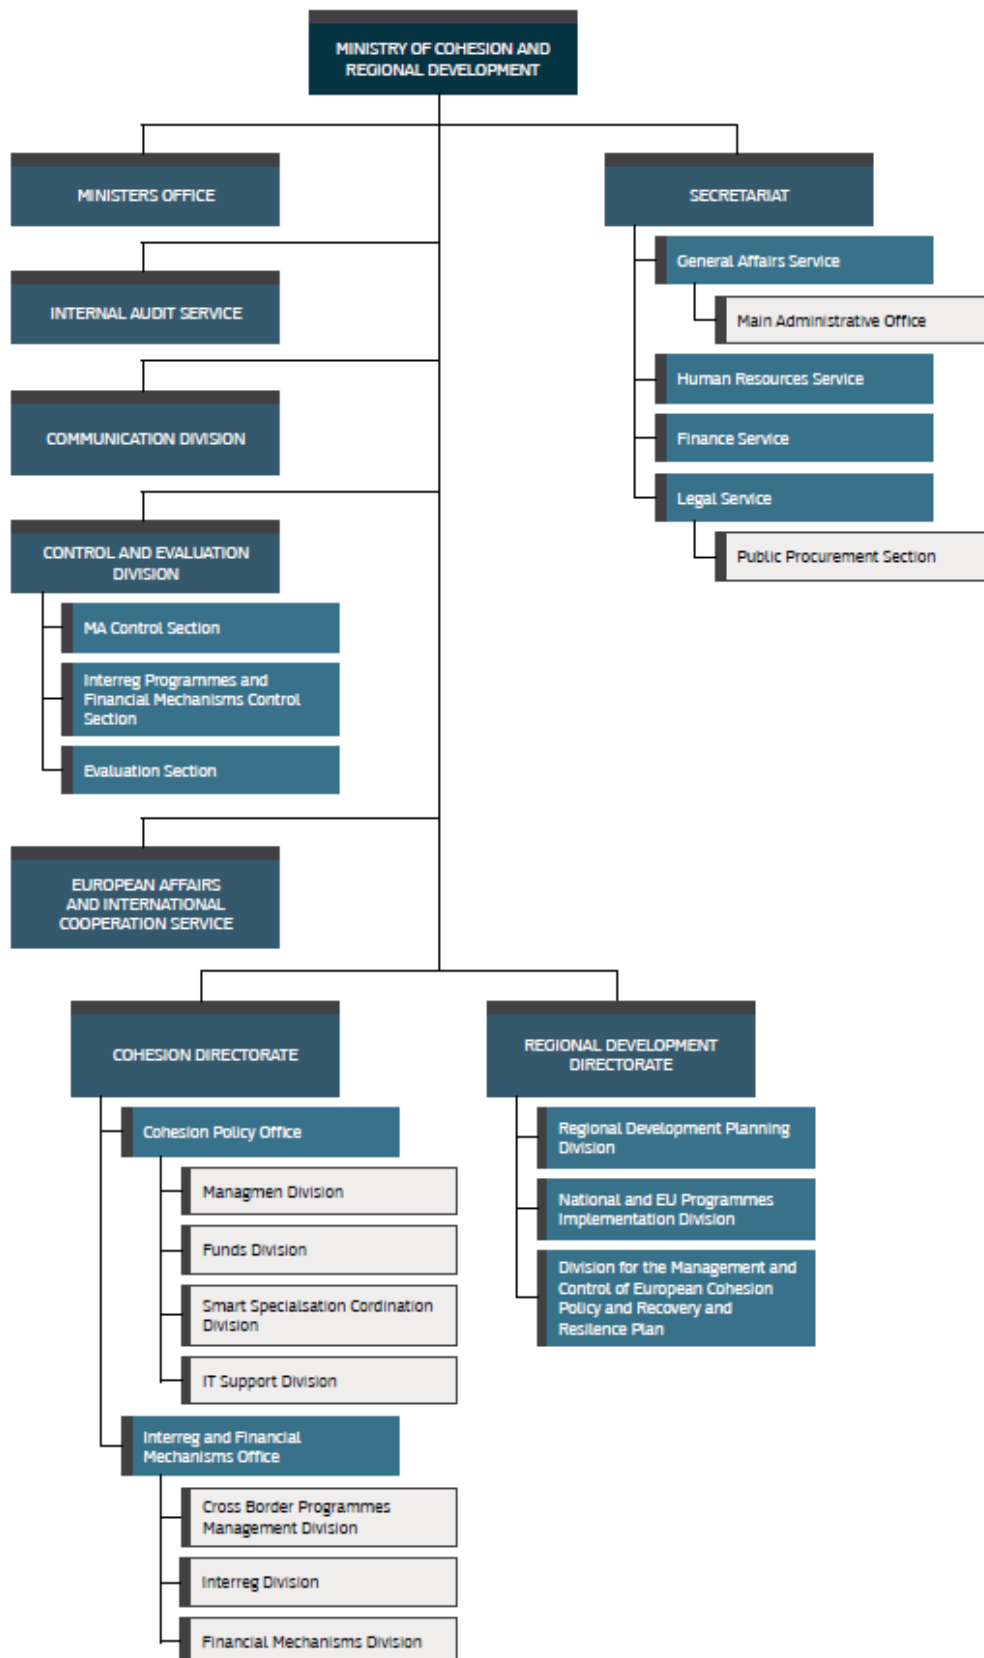 MINISTRY OF COHESION AND
REGIONAL DEVELOPMENT
MINISTERS OFFICE
SECRETARIAT
General Affairs Service
Main Administrative Office
Human Resources Service
Finance Service
Legal Service
Public Procurement Section
INTERNAL AUDIT SERVICE
COMMUNICATION DIVISION
CONTROL AND EVALUATION
DIVISION
MA Control Section
Interreg Programmes and
Financial Mechanisms Control
Section
Evaluation Section
EUROPEAN AFFAIRS
AND INTERNATIONAL
COOPERATION SERVICE
COHESION DIRECTORATE
Cohesion Policy Office
Managmen Division
Funds Division
Smart Specialsation Cordination
Division
IT Support Division
Interreg and Financial
Mechanisms Office
Cross Border Programmes
Management Division
Interreg Division
Financial Mechanisms Division
REGIONAL DEVELOPMENT
DIRECTORATE
Regional Development Planning
Division
National and EU Programmes
Implementation Division
Division for the Management and
Control of European Cohesion
Policy and Recovery and
Resilence Plan